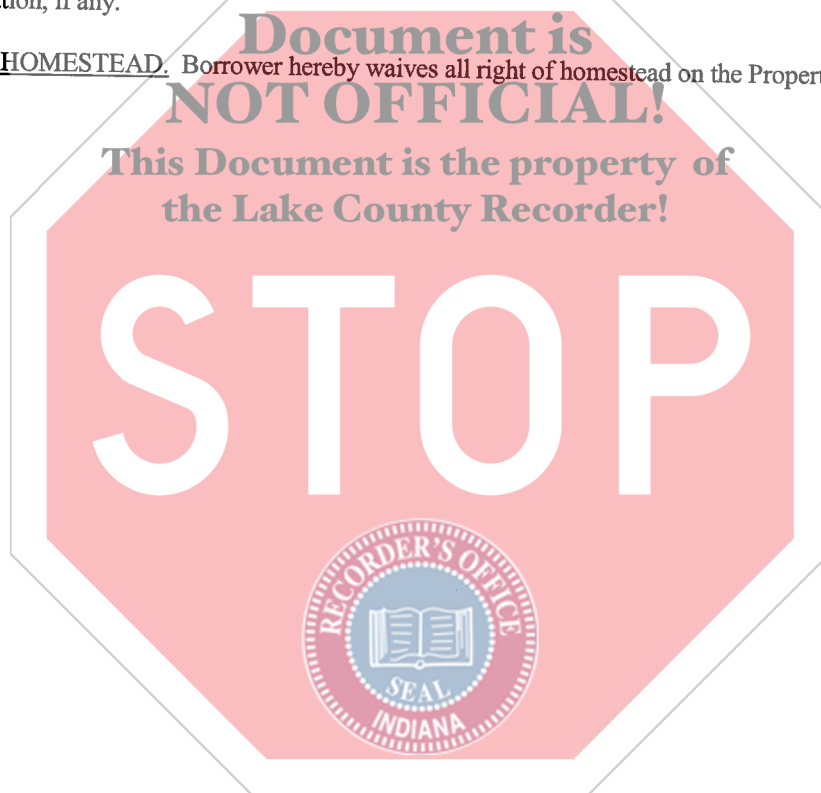 ation, if any.
Document is
HOMESTEAD. Borrower hereby waives all right of homestead on the Propert
NOT OFFICIAL!
This Document is the property of
the Lake County Recorder!
STOP
RECORDER'S OFFICE
SEAL
INDIANA